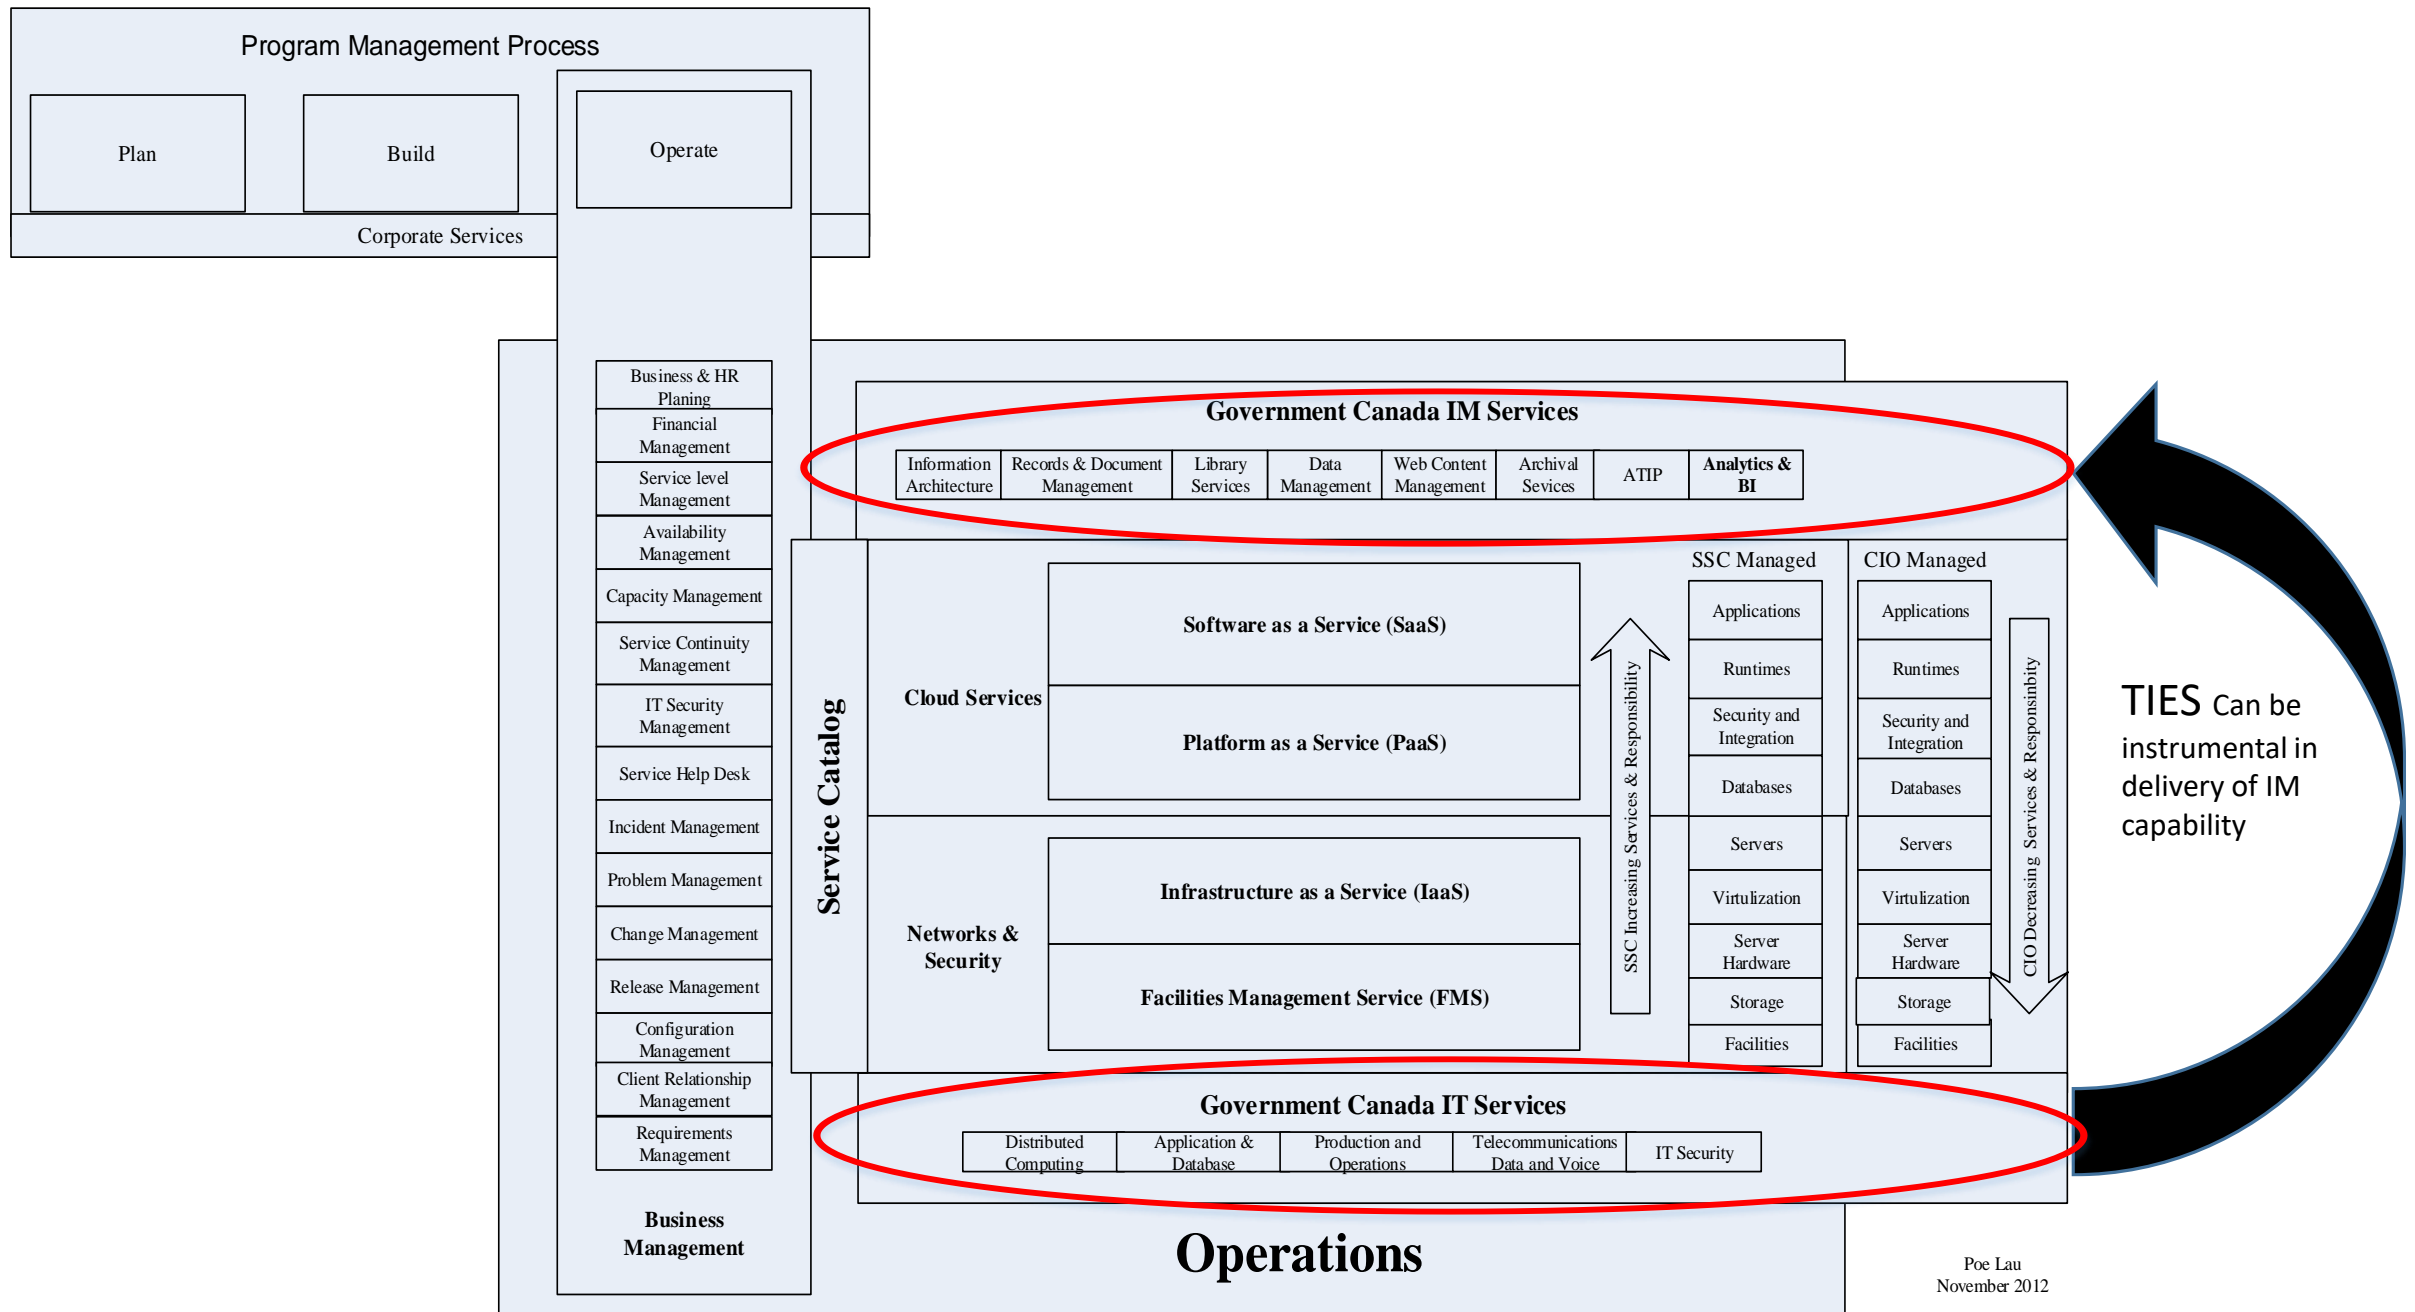 Program Management Process
Plan
Build
Operate
Corporate Services
Business & HR
Planing
Financial
Management
Service level
Management
Availability
Management
Capacity Management
Service Continuity
Management
IT Security
Management
Service Help Desk
Incident Management
Problem Management
Change Management
Release Management
Configuration
Management
Client Relationship
Management
Requirements
Management
Business
Management
Government Canada IM Services
Information
Architecture
Records & Document
Management
Library
Services
Data
Management
Web Content
Management
Archival
Sevices
ATIP
Analytics &
BI
Service Catalog
Cloud Services
Software as a Service (SaaS)
Platform as a Service (PaaS)
Networks &
Security
Infrastructure as a Service (IaaS)
Facilities Management Service (FMS)
SSC Increasing Services & Responsibility
SSC Managed
Applications
Runtimes
Security and
Integration
Databases
Servers
Virtulization
Server
Hardware
Storage
Facilities
CIO Managed
Applications
Runtimes
Security and
Integration
Databases
Servers
Virtulization
Server
Hardware
Storage
Facilities
CIO Decreasing Services & Responsinbity
Government Canada IT Services
Distributed
Computing
Application &
Database
Production and
Operations
Telecommunications
Data and Voice
IT Security
Operations
TIES Can be
instrumental in
delivery of IM
capability
Poe Lau
November 2012